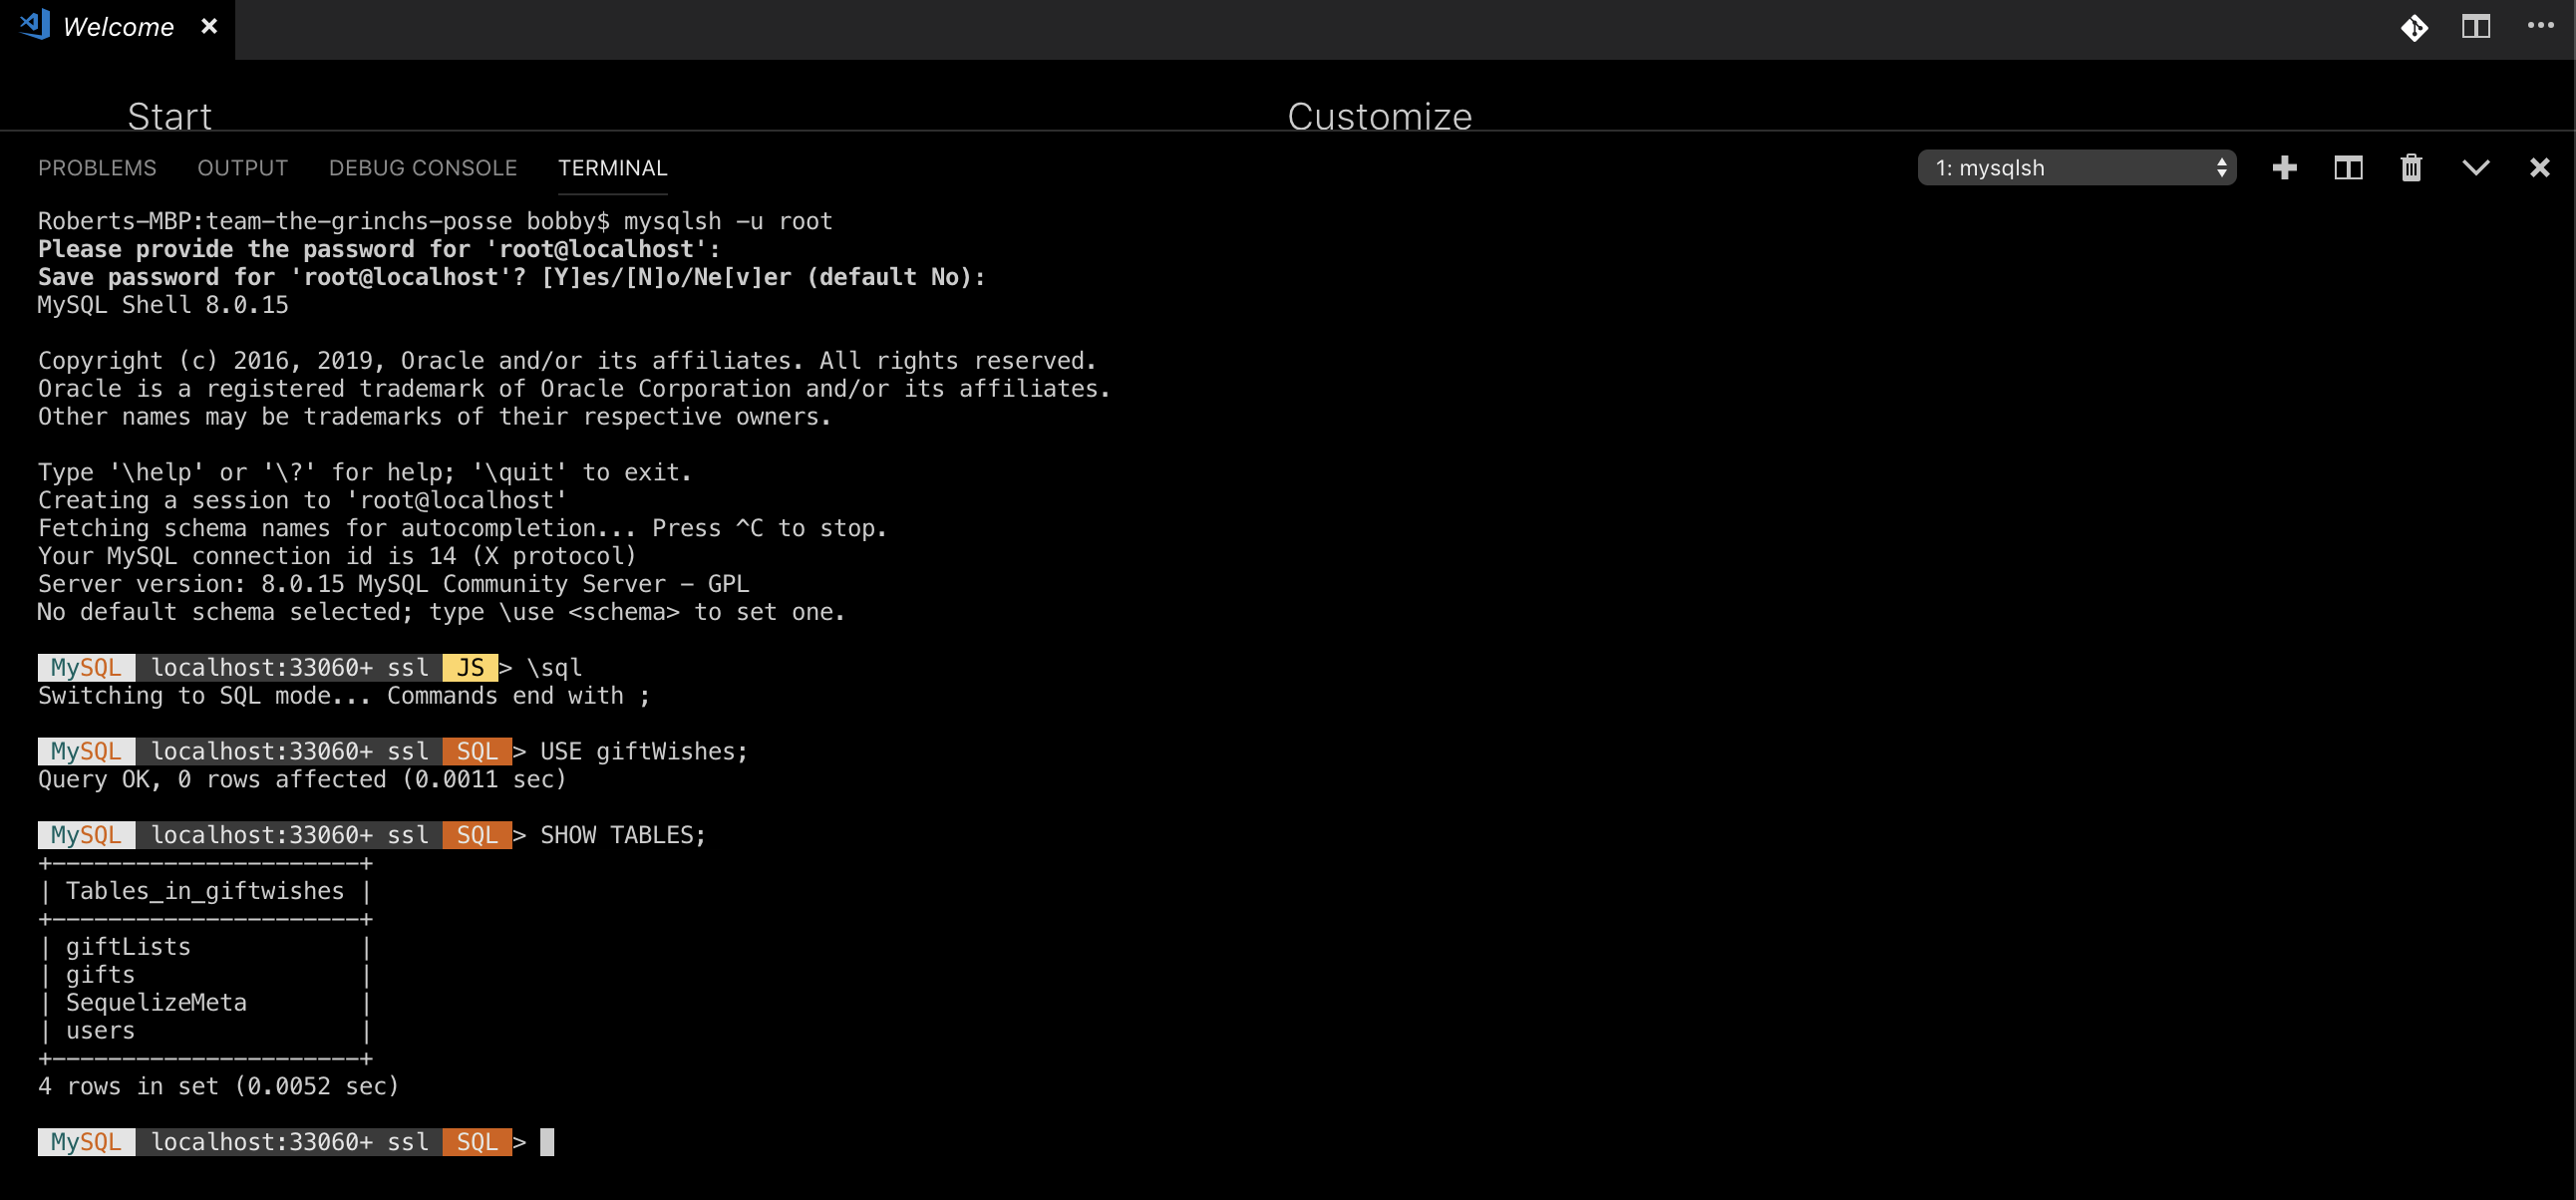 Welcome
Start
Customize
PROBLEMS OUTPUT DEBUG CONSOLE TERMINAL 1: mysqlsh
Roberts-MBP:team-the-grinchs-posse bobby$ mysqlsh -u root
Please provide the password for 'root@localhost':
Save password for 'root@localhost'? [Y]es/[N]o/Ne[v]er (default No):
MySQL Shell 8.0.15
Copyright (c) 2016, 2019, Oracle and/or its affiliates. All rights reserved.
Oracle is a registered trademark of Oracle Corporation and/or its affiliates.
Other names may be trademarks of their respective owners.
Type '\help' or '\?' for help; '\quit' to exit.
Creating a session to 'root@localhost'
Fetching schema names for autocompletion... Press ^C to stop.
Your MySQL connection id is 14 (X protocol)
Server version: 8.0.15 MySQL Community Server - GPL
No default schema selected; type \use <schema> to set one.
MySQL localhost:33060+ ssl JS > \sql
Switching to SQL mode... Commands end with ;
MySQL localhost:33060+ ssl SQL > USE giftWishes;
Query OK, 0 rows affected (0.0011 sec)
MySQL localhost:33060+ ssl SQL > SHOW TABLES;
+----------------------+
| Tables_in_giftwishes |
+----------------------+
| giftLists            |
| gifts                |
| SequelizeMeta        |
| users                |
+----------------------+
4 rows in set (0.0052 sec)
MySQL localhost:33060+ ssl SQL >